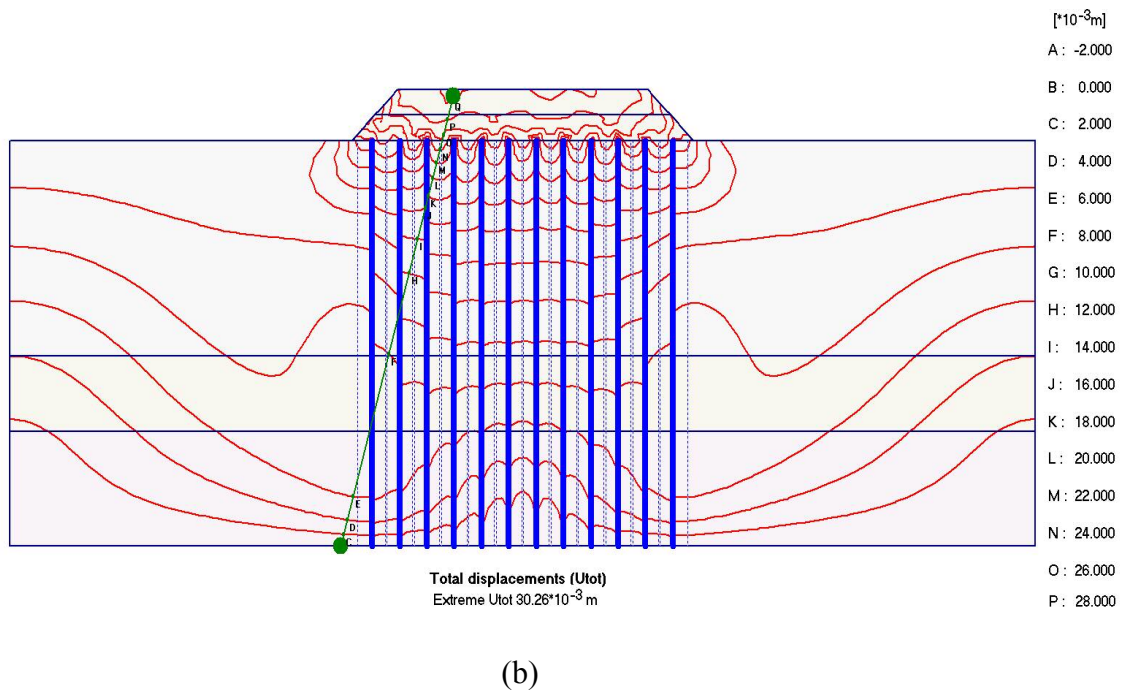 [*10⁻³m]
A : -2.000
B : 0.000
C : 2.000
D : 4.000
E : 6.000
F : 8.000
G : 10.000
H : 12.000
I : 14.000
J : 16.000
K : 18.000
L : 20.000
M : 22.000
N : 24.000
O : 26.000
P : 28.000
Q
P
O
N
M
L
K
J
I
H
F
E
D
C
Total displacements (Utot)
Extreme Utot 30.26*10⁻³ m
(b)